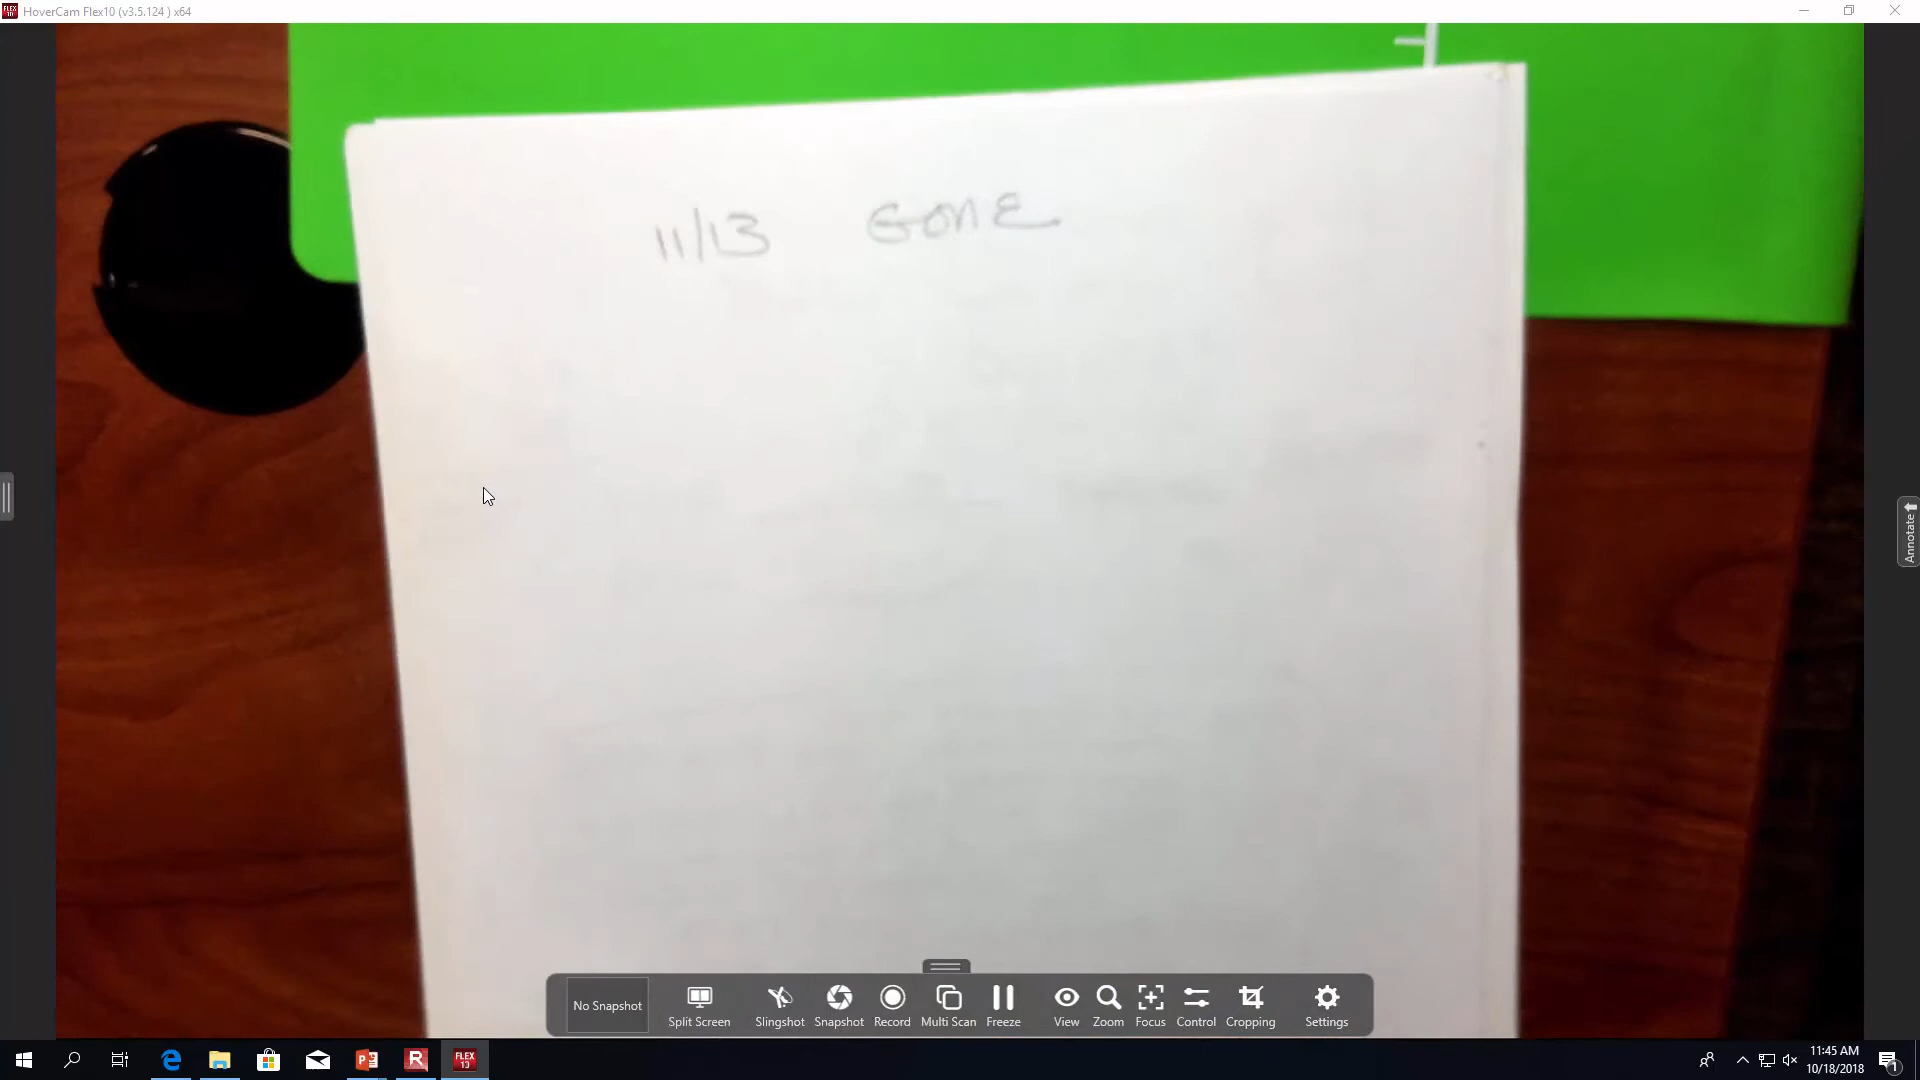 HoverCam Flex10 (v3.5.124 ) x64
11/13 GONE
Annotate
No Snapshot
Split Screen
Slingshot
Snapshot
Record
Multi Scan
Freeze
View
Zoom
Focus
Control
Cropping
Settings
11:45 AM
10/18/2018